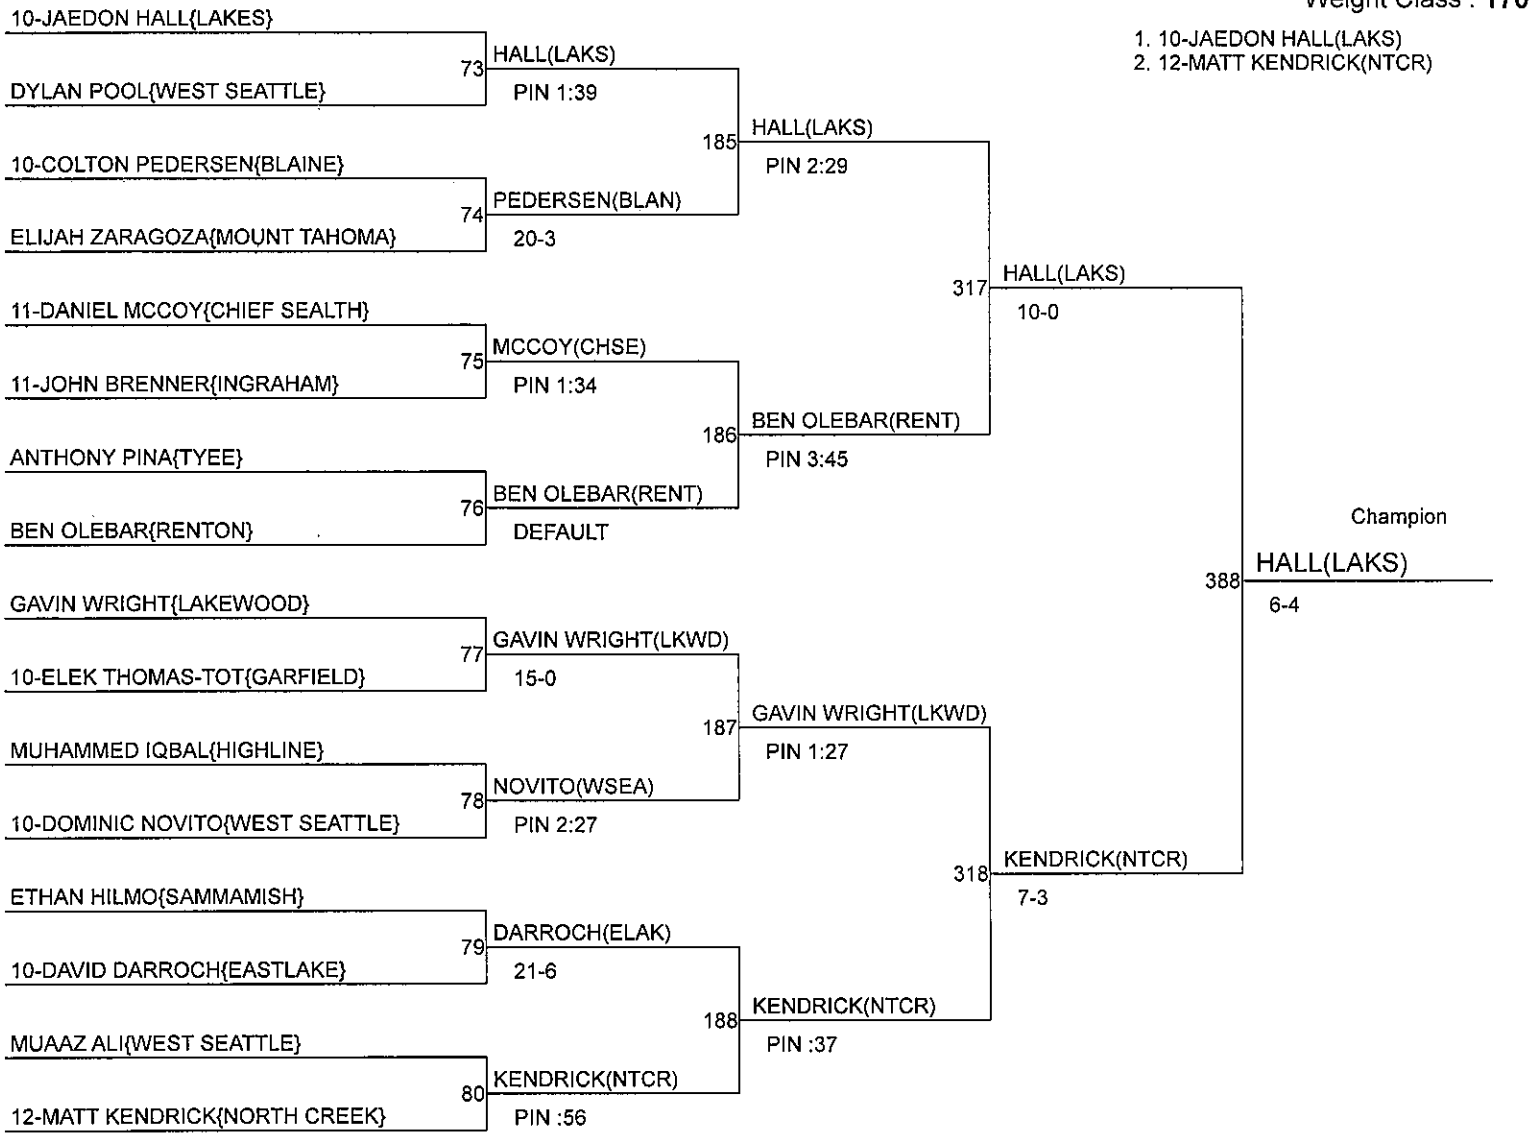 Weight Class : 170
1. 10-JAEDON HALL(LAKS)
2. 12-MATT KENDRICK(NTCR)
10-JAEDON HALL{LAKES}
73
HALL(LAKS)
PIN 1:39
DYLAN POOL{WEST SEATTLE}
185
HALL(LAKS)
PIN 2:29
10-COLTON PEDERSEN{BLAINE}
74
PEDERSEN(BLAN)
20-3
ELIJAH ZARAGOZA{MOUNT TAHOMA}
317
HALL(LAKS)
10-0
11-DANIEL MCCOY{CHIEF SEALTH}
75
MCCOY(CHSE)
PIN 1:34
11-JOHN BRENNER{INGRAHAM}
186
BEN OLEBAR(RENT)
PIN 3:45
ANTHONY PINA{TYEE}
76
BEN OLEBAR(RENT)
DEFAULT
BEN OLEBAR{RENTON}
Champion
388
HALL(LAKS)
6-4
GAVIN WRIGHT{LAKEWOOD}
77
GAVIN WRIGHT(LKWD)
15-0
10-ELEK THOMAS-TOT{GARFIELD}
187
GAVIN WRIGHT(LKWD)
PIN 1:27
MUHAMMED IQBAL{HIGHLINE}
78
NOVITO(WSEA)
PIN 2:27
10-DOMINIC NOVITO{WEST SEATTLE}
318
KENDRICK(NTCR)
7-3
ETHAN HILMO{SAMMAMISH}
79
DARROCH(ELAK)
21-6
10-DAVID DARROCH{EASTLAKE}
188
KENDRICK(NTCR)
PIN :37
MUAAZ ALI{WEST SEATTLE}
80
KENDRICK(NTCR)
PIN :56
12-MATT KENDRICK{NORTH CREEK}